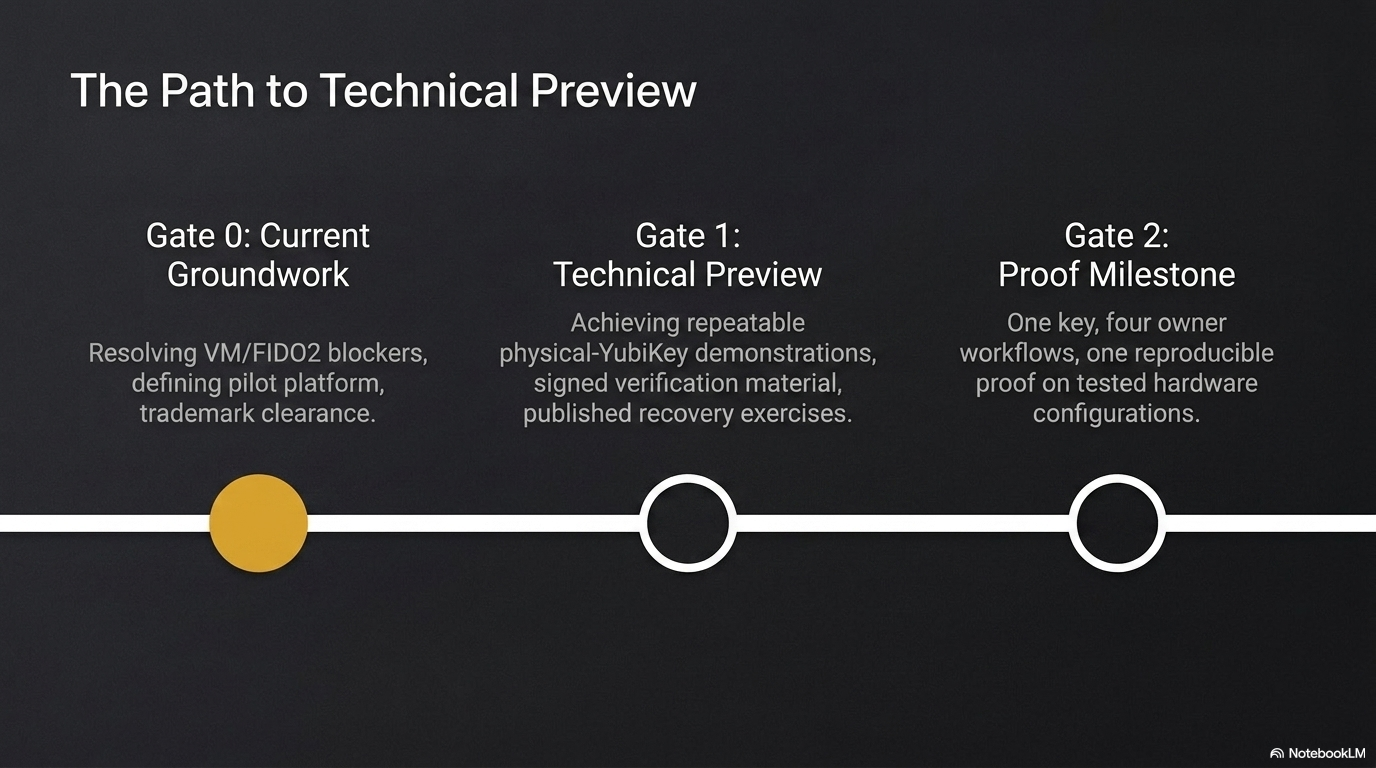 The Path to Technical Preview
Gate 0: Current
Groundwork
Resolving VM/FIDO2 blockers,
defining pilot platform,
trademark clearance.
Gate 1:
Technical Preview
Achieving repeatable
physical-YubiKey demonstrations,
signed verification material,
published recovery exercises.
Gate 2:
Proof Milestone
One key, four owner
workflows, one reproducible
proof on tested hardware
configurations.
NotebookLM